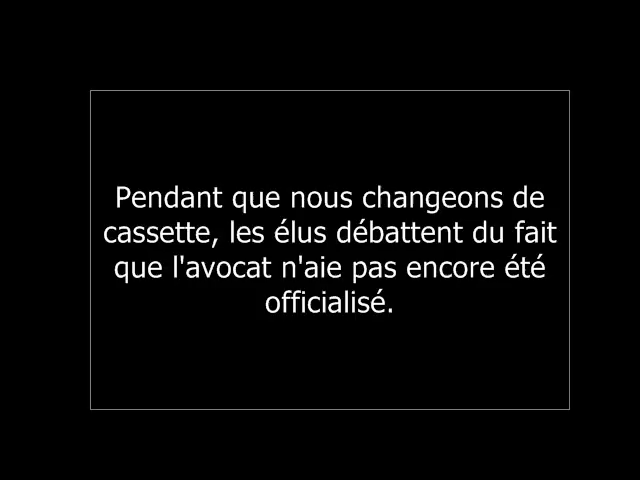 Pendant que nous changeons de
cassette, les élus débattent du fait
que l'avocat n'aie pas encore été
officialisé.